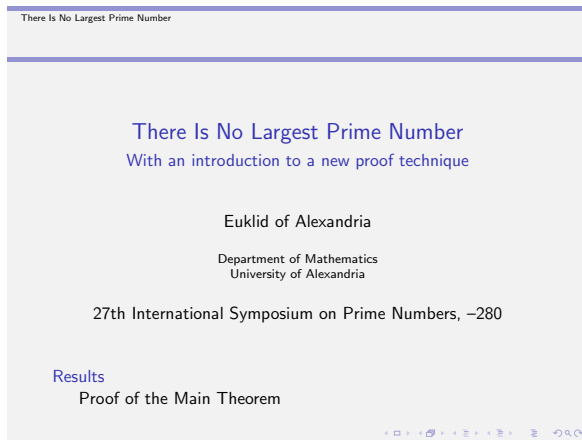 There Is No Largest Prime Number
There Is No Largest Prime Number
With an introduction to a new proof technique
Euklid of Alexandria
Department of Mathematics
University of Alexandria
27th International Symposium on Prime Numbers, –280
Results
Proof of the Main Theorem